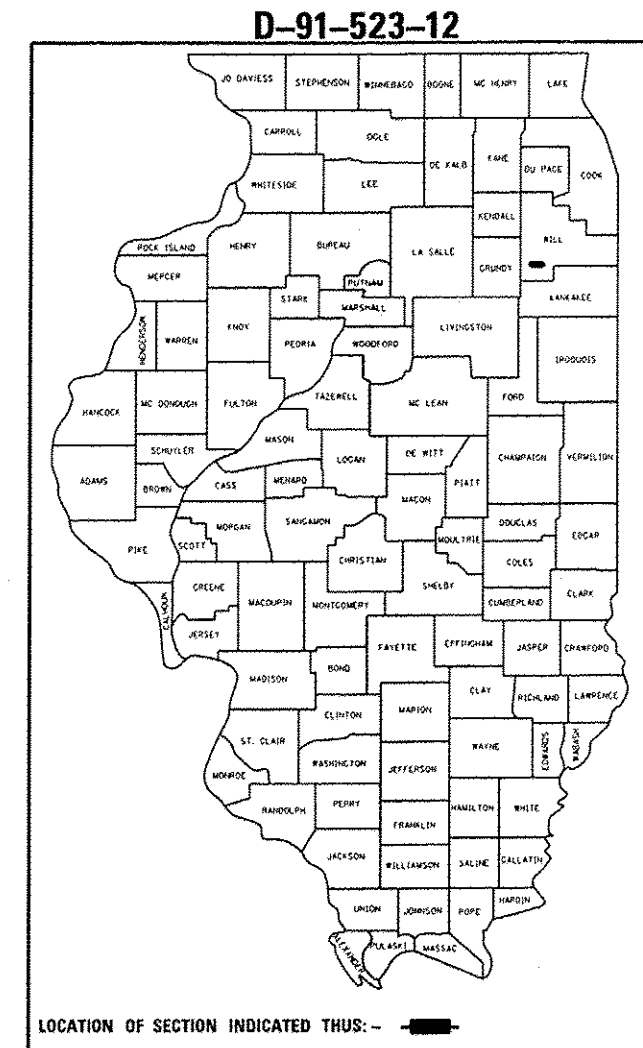 D-91-523-12
JO DAVIESS STEPHENSON WINNEBAGO BOONE MC HENRY LAKE
CARROLL OGLE
DE KALB KANE DU PAGE COOK
WHITESIDE LEE
KENDALL
ROCK ISLAND HENRY BUREAU LA SALLE WILL
MERCER PUTNAM GRUNDY
STARK MARSHALL KANKAKEE
HENDERSON WARREN KNOX PEORIA WOODFORD LIVINGSTON
IROQUOIS
HANCOCK MC DONOUGH FULTON TAZEWELL MC LEAN FORD
MASON
SCHUYLER LOGAN DE WITT CHAMPAIGN VERMILION
ADAMS BROWN CASS MENARD PIATT
MACON
MORGAN SANGAMON DOUGLAS
PIKE SCOTT CHRISTIAN MOULTRIE EDGAR
COLES
GREENE SHELBY
CALHOUN MACOUPIN MONTGOMERY CUMBERLAND CLARK
JERSEY
FAYETTE EFFINGHAM JASPER CRAWFORD
MADISON BOND
CLAY RICHLAND LAWRENCE
CLINTON MARION
ST. CLAIR WAYNE EDWARDS WABASH
WASHINGTON JEFFERSON
MONROE
RANDOLPH PERRY HAMILTON WHITE
FRANKLIN
JACKSON WILLIAMSON SALINE GALLATIN
UNION JOHNSON POPE HARDIN
ALEXANDER PULASKI MASSAC
LOCATION OF SECTION INDICATED THUS: -